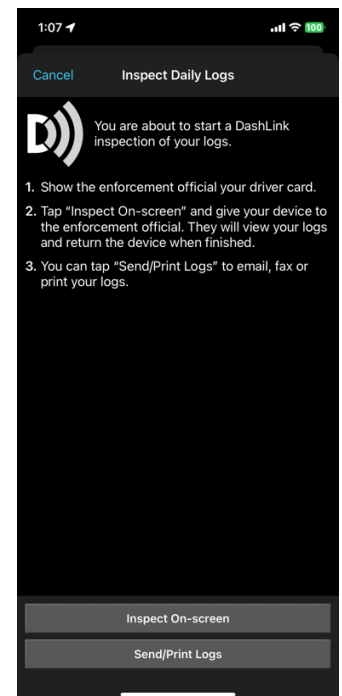 1:07
100
Cancel
Inspect Daily Logs
D
You are about to start a DashLink
inspection of your logs.
1. Show the enforcement official your driver card.
2. Tap “Inspect On-screen” and give your device to
the enforcement official. They will view your logs
and return the device when finished.
3. You can tap “Send/Print Logs” to email, fax or
print your logs.
Inspect On-screen
Send/Print Logs